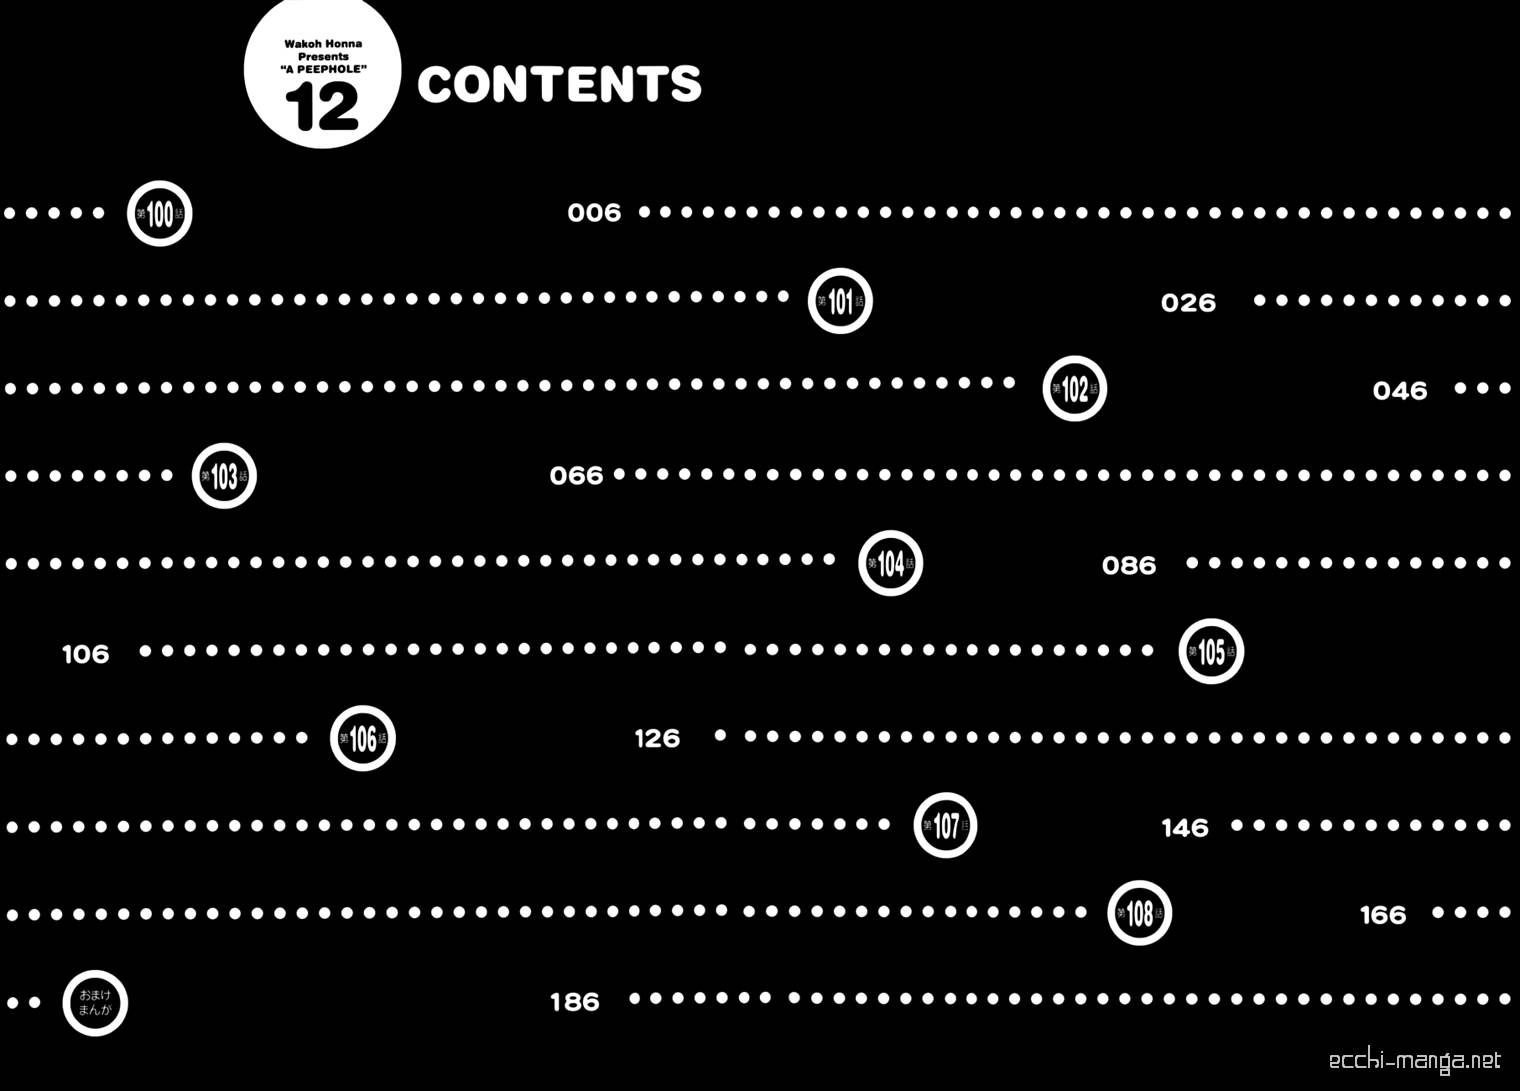 Wakoh Honna
Presents
“A PEEPHOLE”
12
CONTENTS
第100話 006
第101話 026
第102話 046
第103話 066
第104話 086
106 第105話
第106話 126
第107話 146
第108話 166
おまけ
まんが
186
ecchi-manga.net